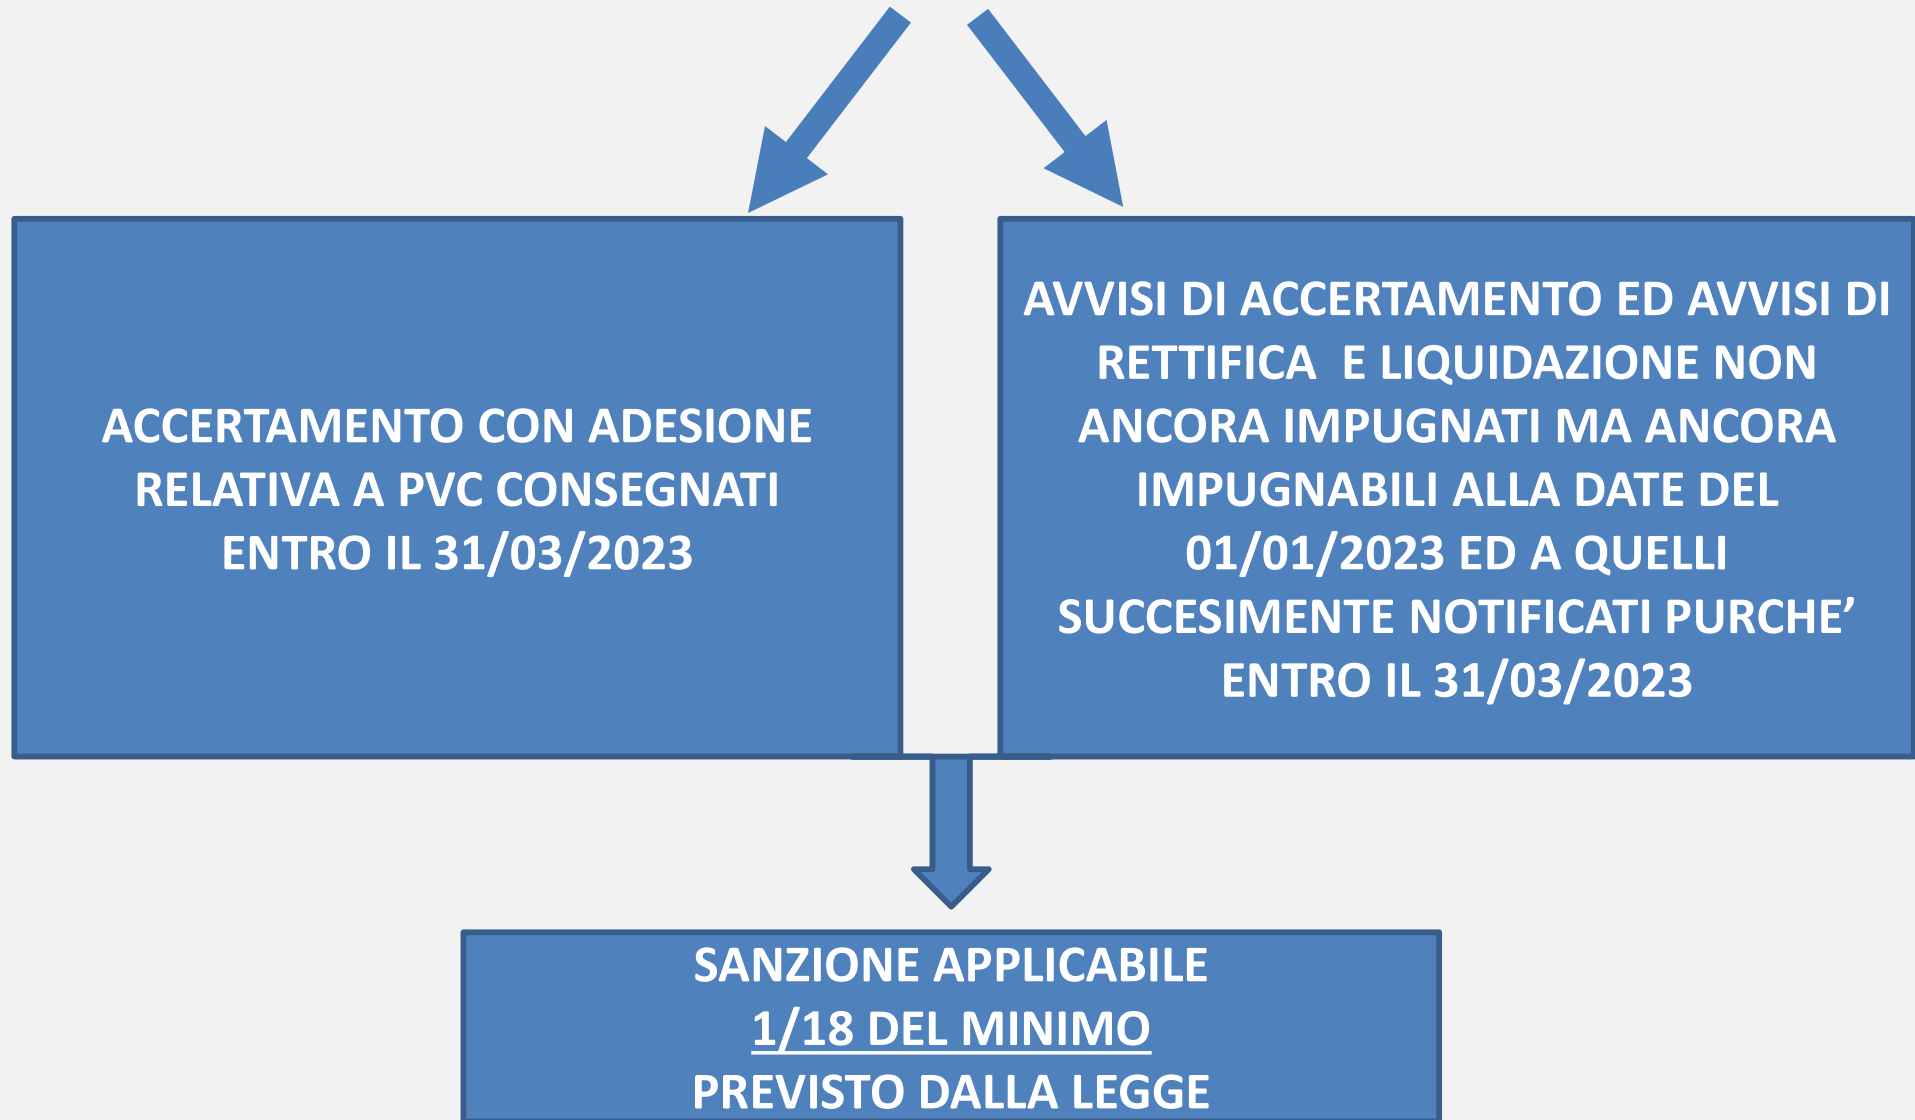 ACCERTAMENTO CON ADESIONE
RELATIVA A PVC CONSEGNATI
ENTRO IL 31/03/2023
AVVISI DI ACCERTAMENTO ED AVVISI DI
RETTIFICA E LIQUIDAZIONE NON
ANCORA IMPUGNATI MA ANCORA
IMPUGNABILI ALLA DATE DEL
01/01/2023 ED A QUELLI
SUCCESIMENTE NOTIFICATI PURCHE’
ENTRO IL 31/03/2023
SANZIONE APPLICABILE
1/18 DEL MINIMO
PREVISTO DALLA LEGGE